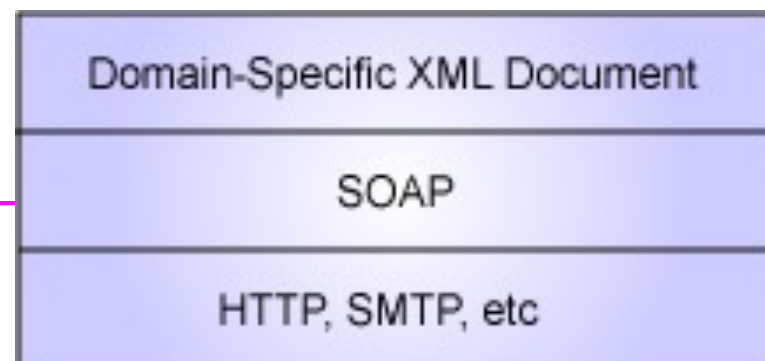 Domain-Specific XML Document
SOAP
HTTP, SMTP, etc